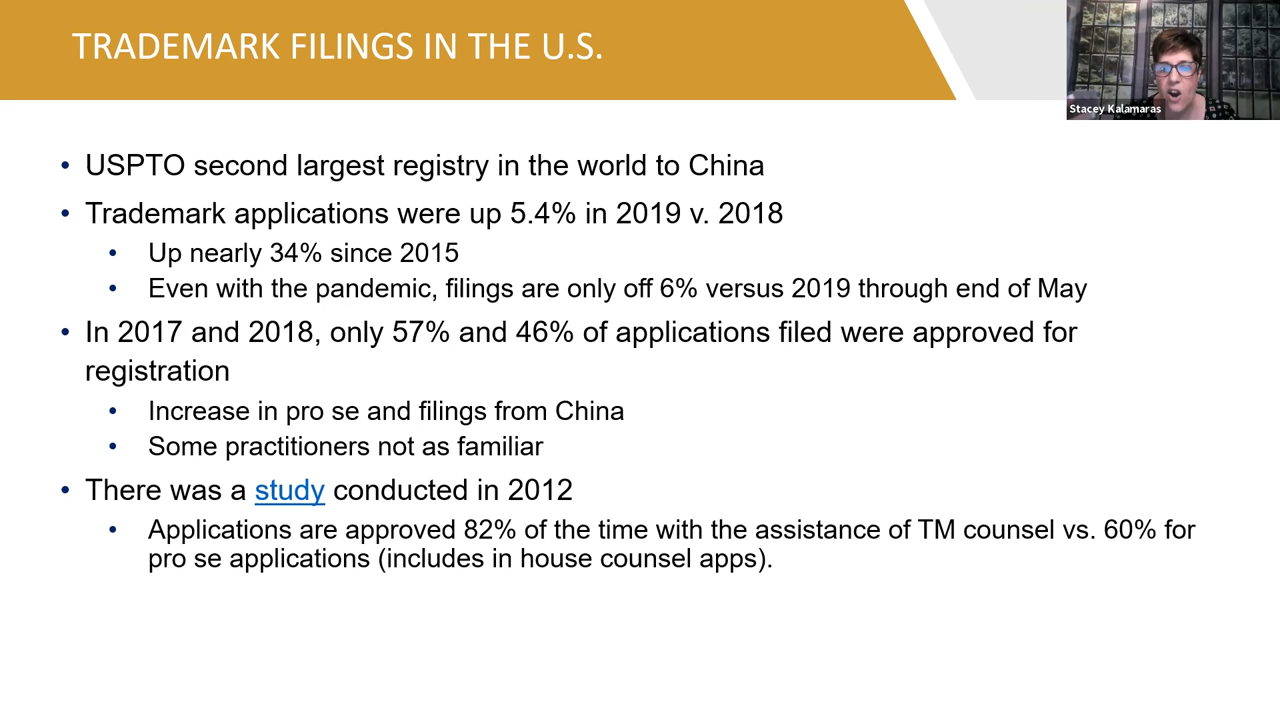 TRADEMARK FILINGS IN THE U.S.
Stacey Kalamaras
• USPTO second largest registry in the world to China
• Trademark applications were up 5.4% in 2019 v. 2018
• Up nearly 34% since 2015
• Even with the pandemic, filings are only off 6% versus 2019 through end of May
• In 2017 and 2018, only 57% and 46% of applications filed were approved for
registration
• Increase in pro se and filings from China
• Some practitioners not as familiar
• There was a study conducted in 2012
• Applications are approved 82% of the time with the assistance of TM counsel vs. 60% for
pro se applications (includes in house counsel apps).